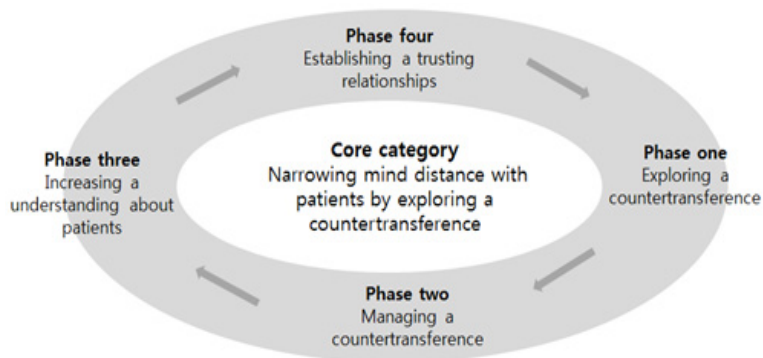 Phase four
Establishing a trusting
relationships
Phase three
Increasing a
understanding about
patients
Core category
Narrowing mind distance with
patients by exploring a
countertransference
Phase one
Exploring a
countertransference
Phase two
Managing a
countertransference